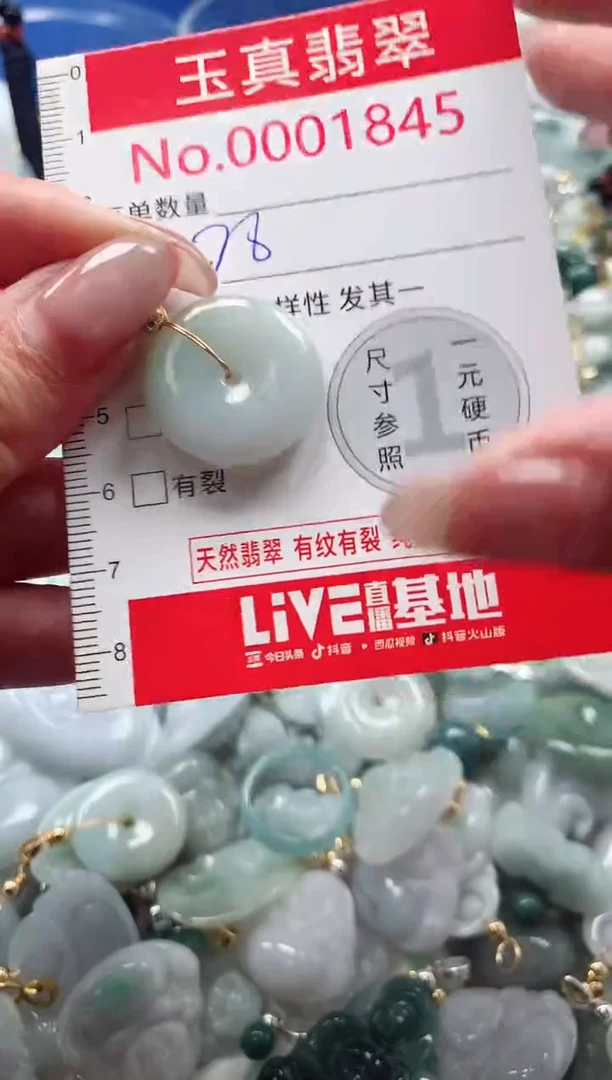 玉真翡翠
No.0001845
0
1
单数量
78
样性 发其一
尺寸参照
一元硬币
1
5
6
有裂
天然翡翠 有纹有裂
7
LIVE直播基地
8
今日头条 抖音 西瓜视频 抖音火山版